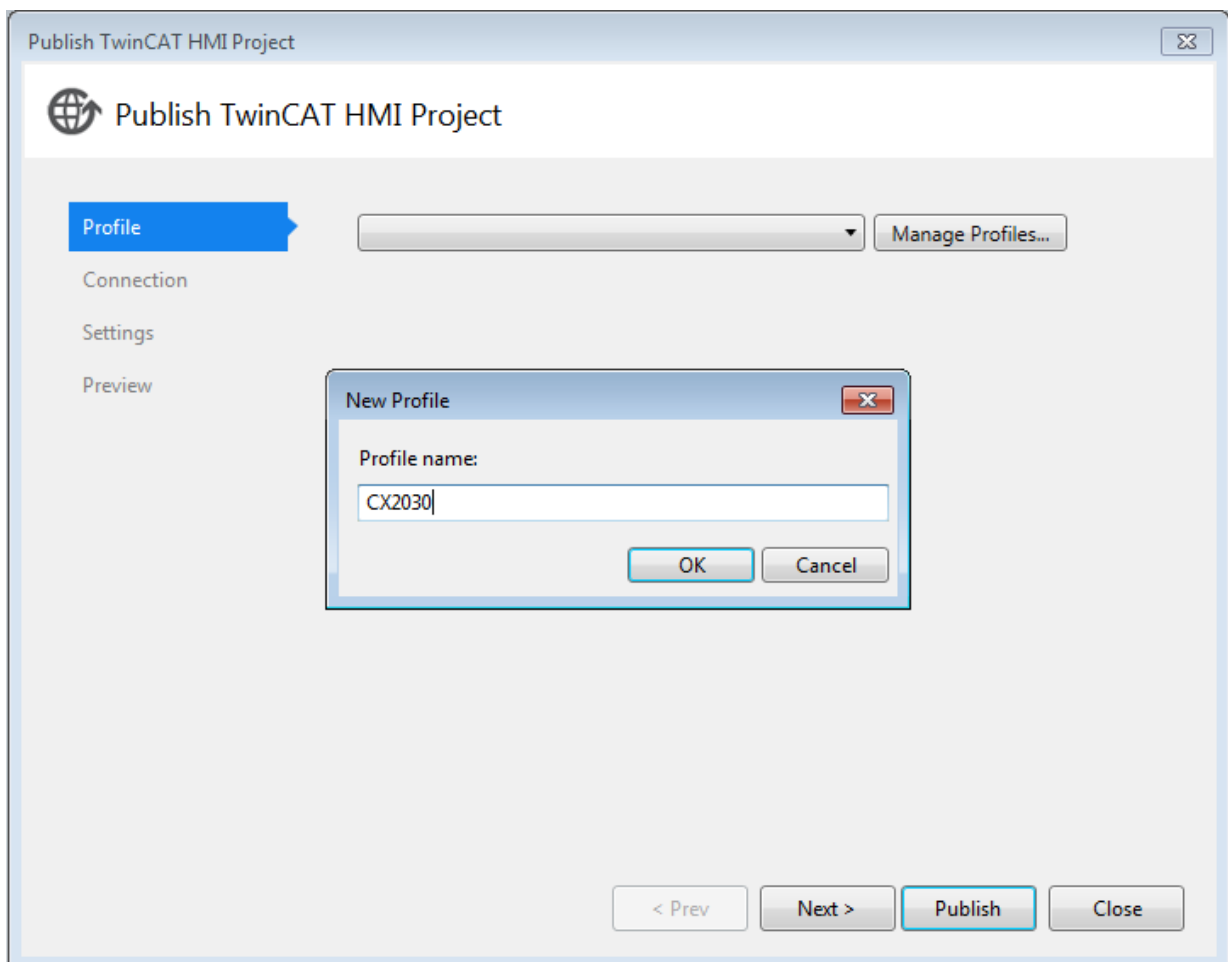 Publish TwinCAT HMI Project
Publish TwinCAT HMI Project
Profile
Manage Profiles...
Connection
Settings
Preview
New Profile
Profile name:
CX2030
OK Cancel
< Prev Next > Publish Close